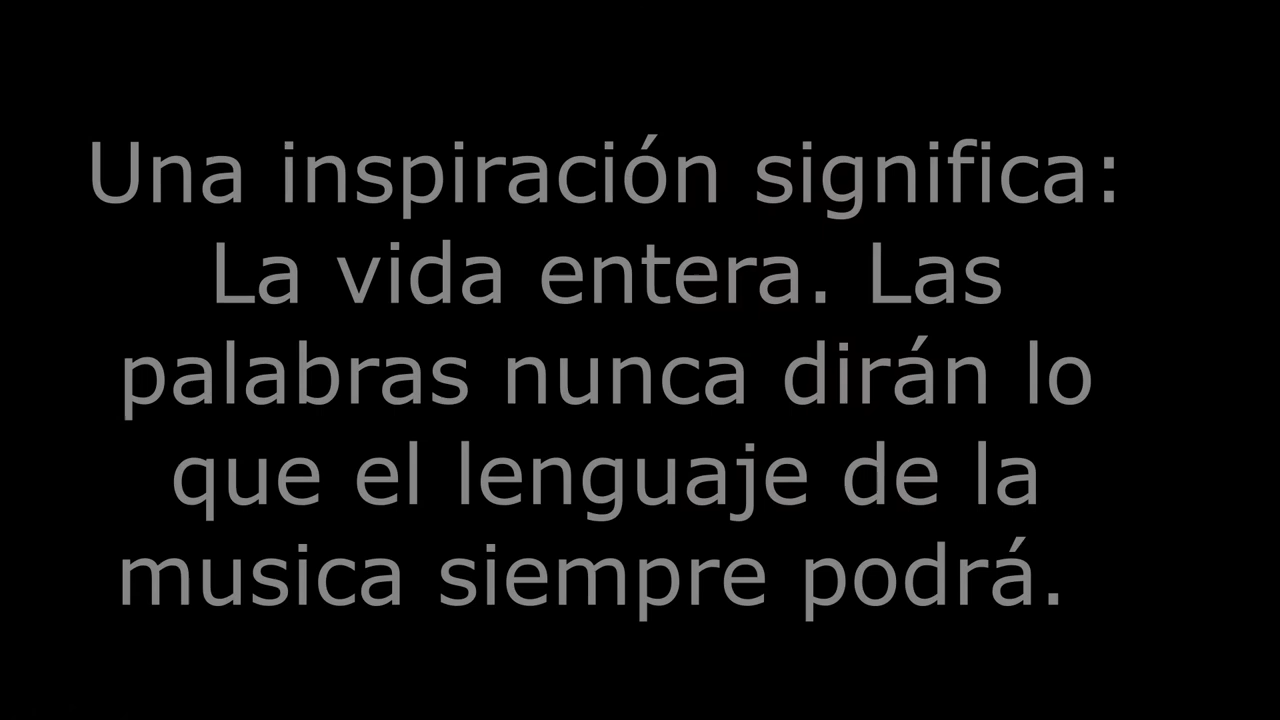 Una inspiración significa:
La vida entera. Las
palabras nunca dirán lo
que el lenguaje de la
musica siempre podrá.